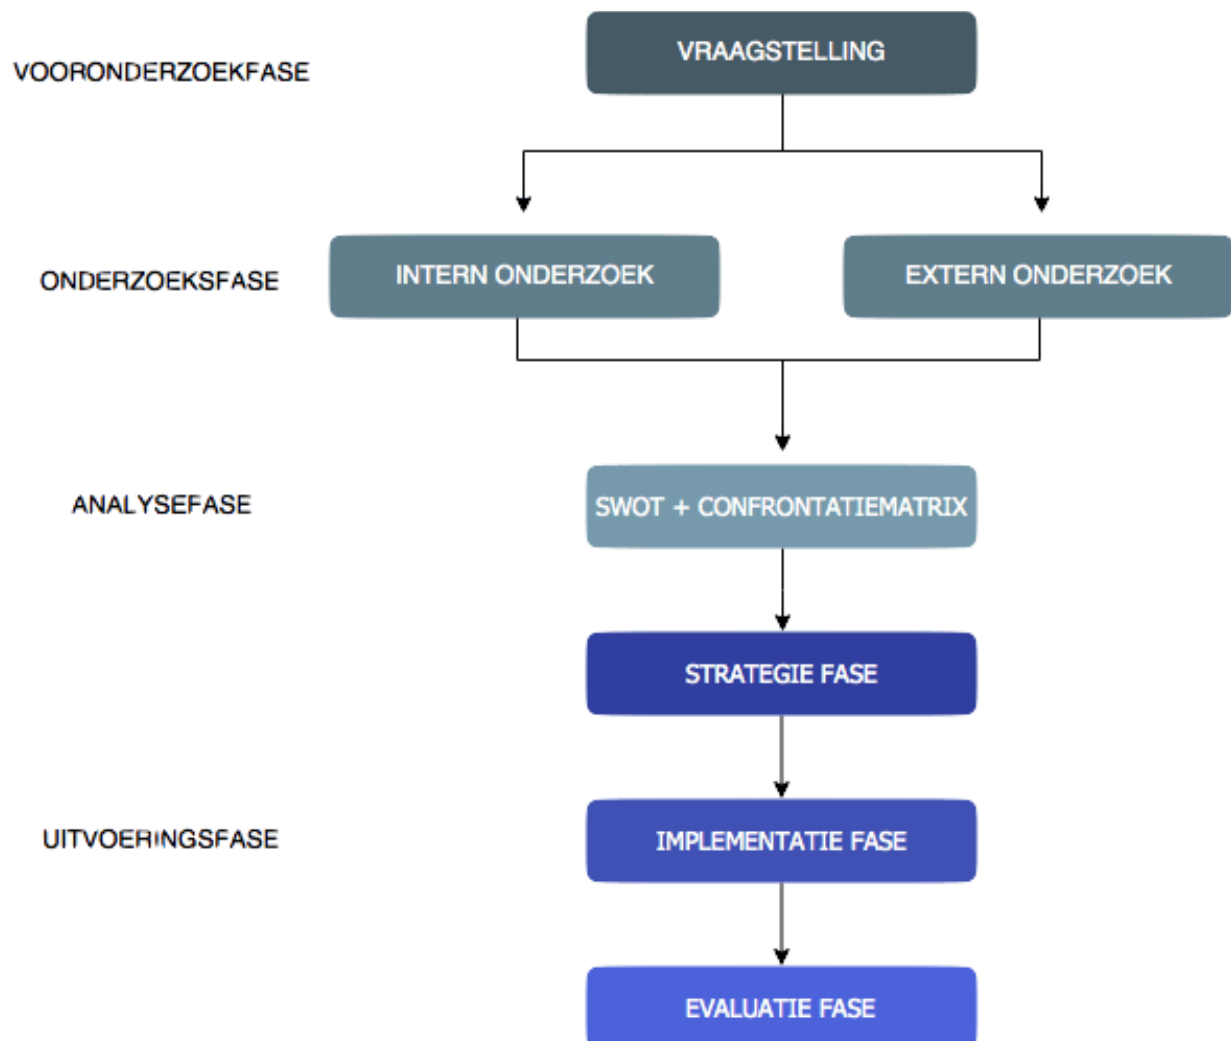 VRAAGSTELLING
VOORONDERZOEKFASE
INTERN ONDERZOEK
EXTERN ONDERZOEK
ONDERZOEKSFASE
ANALYSEFASE
SWOT + CONFRONTATIEMATRIX
STRATEGIE FASE
UITVOERINGSFASE
IMPLEMENTATIE FASE
EVALUATIE FASE